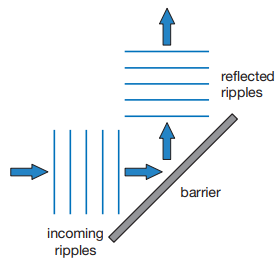 reflected
ripples
barrier
incoming
ripples